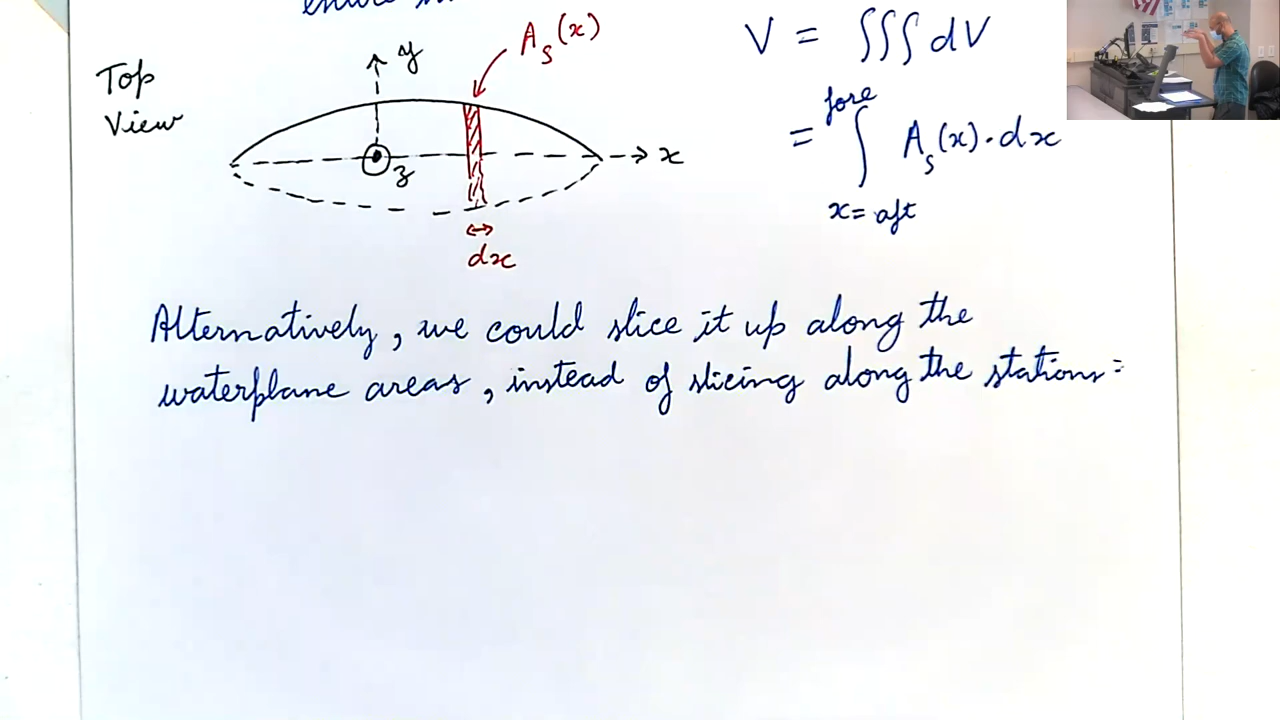 Top
View
y
x
z
A_s(x)
dx
V = ∫∫∫ dV
fore
= ∫ A_s(x)·dx
x = aft
Alternatively, we could slice it up along the
waterplane areas, instead of slicing along the stations: